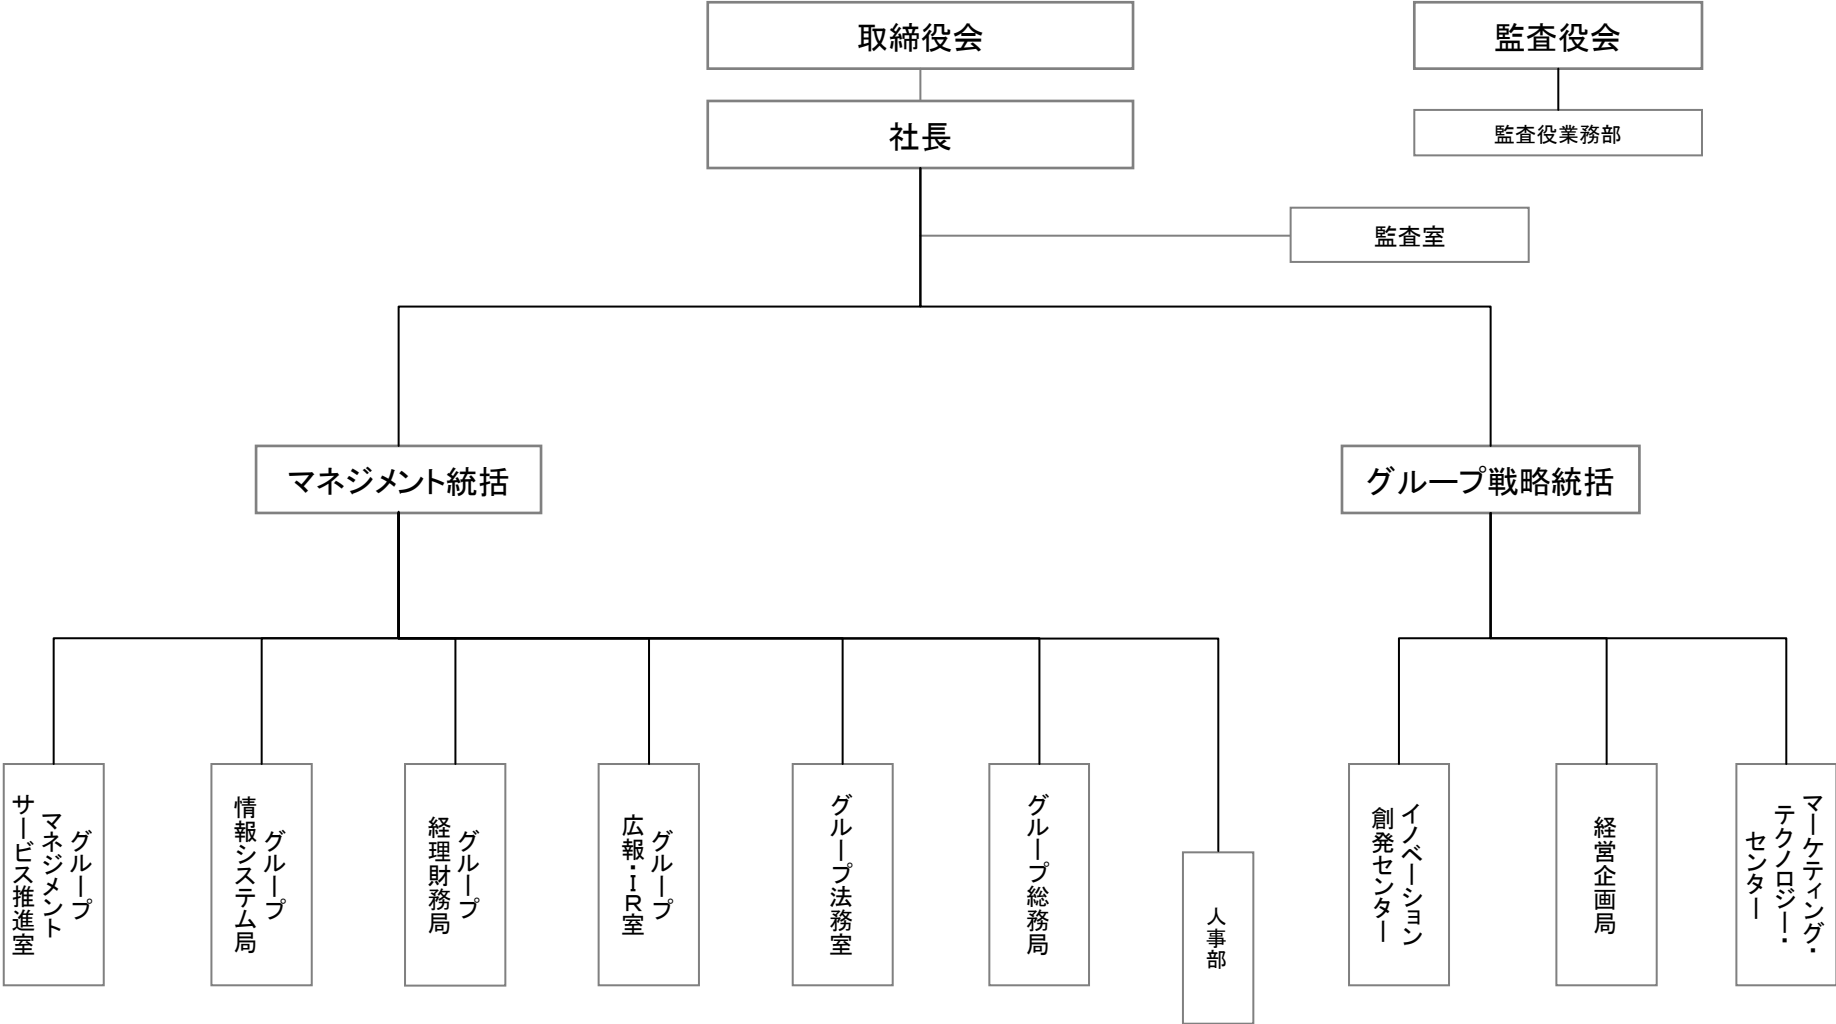 取締役会
監査役会
社長
監査役業務部
監査室
マネジメント統括
グループ戦略統括
グループ
マネジメント
サービス推進室
グループ
情報システム局
グループ
経理財務局
グループ
広報・IR室
グループ法務室
グループ総務局
人事部
イノベーション
創発センター
経営企画局
マーケティング・
テクノロジー・
センター